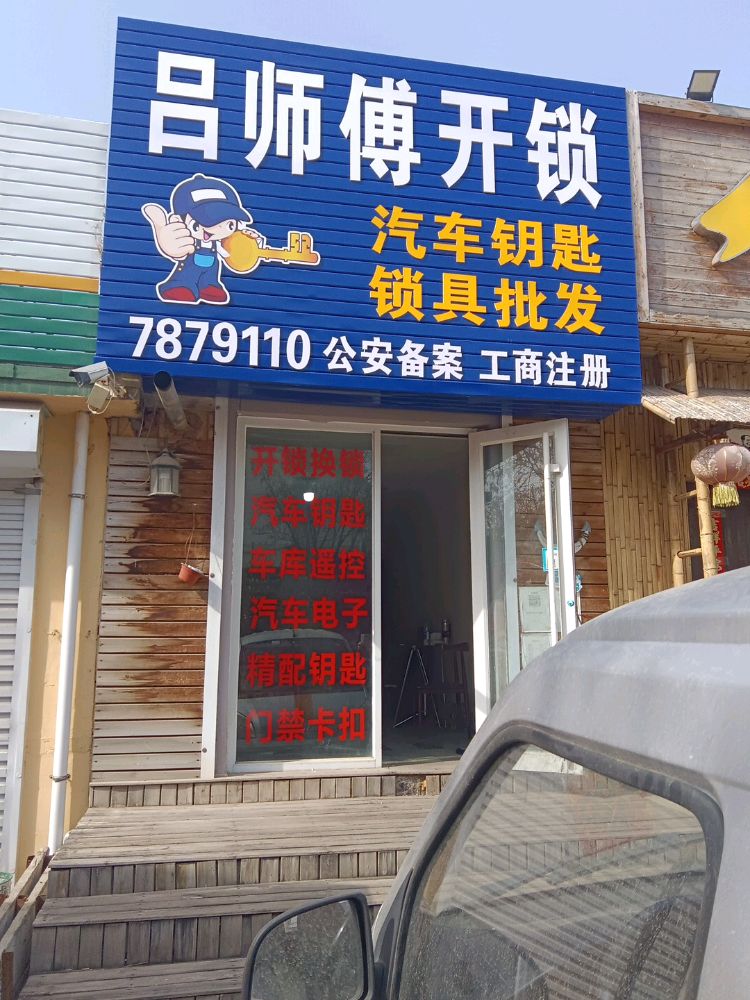 吕师傅开锁
汽车钥匙
锁具批发
7879110 公安备案 工商注册
开锁换锁
汽车钥匙
车库遥控
汽车电子
精配钥匙
门禁卡扣